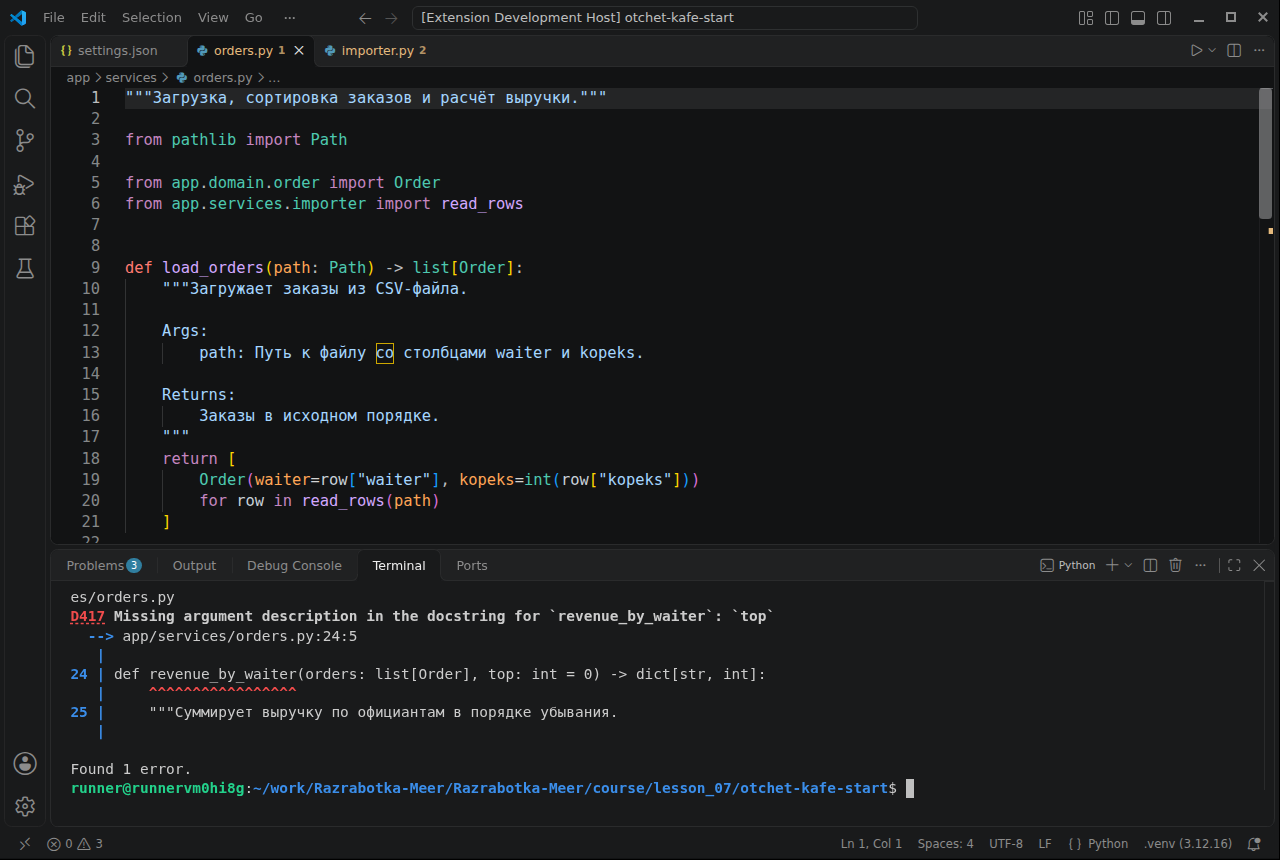 File Edit Selection View Go ··· [Extension Development Host] otchet-kafe-start
{} settings.json orders.py 1 importer.py 2
app > services > orders.py > ...
1 """Загрузка, сортировка заказов и расчёт выручки."""
2
3 from pathlib import Path
4
5 from app.domain.order import Order
6 from app.services.importer import read_rows
7
8
9 def load_orders(path: Path) -> list[Order]:
10 """Загружает заказы из CSV-файла.
11
12 Args:
13 path: Путь к файлу со столбцами waiter и kopeks.
14
15 Returns:
16 Заказы в исходном порядке.
17 """
18 return [
19 Order(waiter=row["waiter"], kopeks=int(row["kopeks"]))
20 for row in read_rows(path)
21 ]
22
Problems 3 Output Debug Console Terminal Ports Python
es/orders.py
D417 Missing argument description in the docstring for `revenue_by_waiter`: `top`
--> app/services/orders.py:24:5
|
24 | def revenue_by_waiter(orders: list[Order], top: int = 0) -> dict[str, int]:
| ^^^^^^^^^^^^^^^^^
25 | """Суммирует выручку по официантам в порядке убывания.
|
Found 1 error.
runner@runnervm0hi8g:~/work/Razrabotka-Meer/Razrabotka-Meer/course/lesson_07/otchet-kafe-start$
0 3 Ln 1, Col 1 Spaces: 4 UTF-8 LF {} Python .venv (3.12.16)